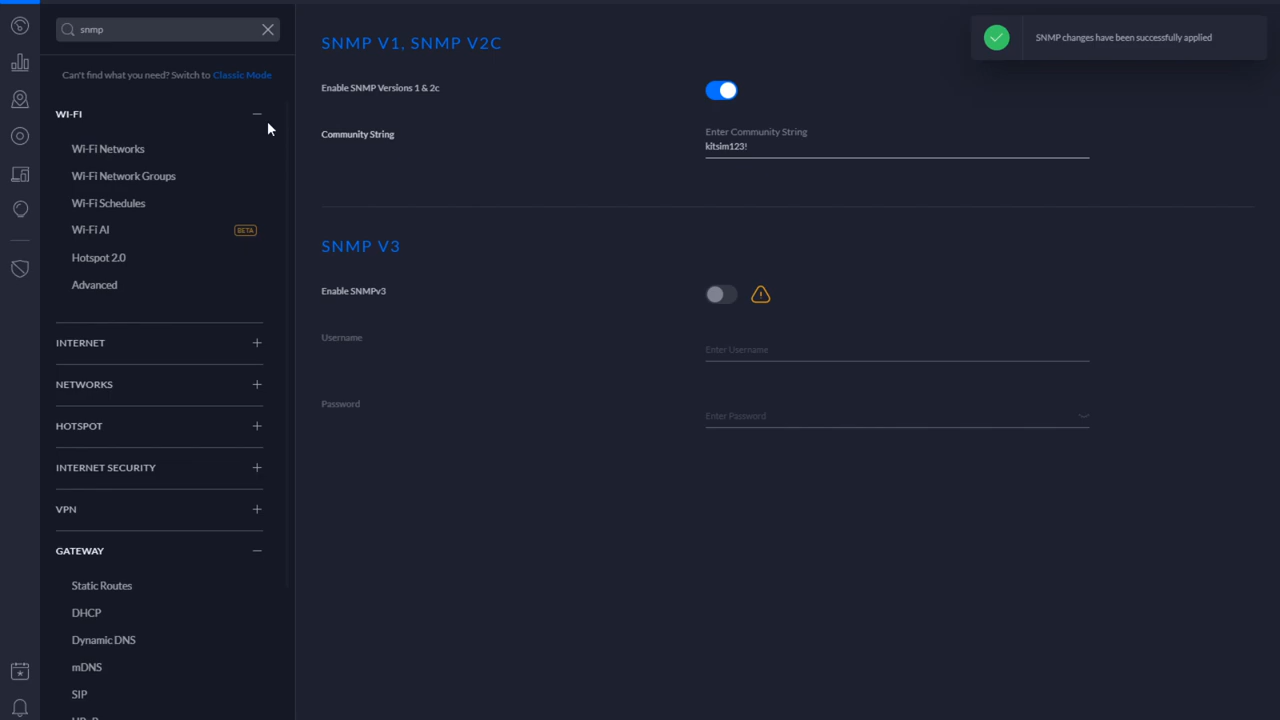 snmp
Can't find what you need? Switch to Classic Mode
WI-FI
Wi-Fi Networks
Wi-Fi Network Groups
Wi-Fi Schedules
Wi-Fi AI
BETA
Hotspot 2.0
Advanced
INTERNET
NETWORKS
HOTSPOT
INTERNET SECURITY
VPN
GATEWAY
Static Routes
DHCP
Dynamic DNS
mDNS
SIP
SNMP V1, SNMP V2C
Enable SNMP Versions 1 & 2c
Community String
Enter Community String
kitsim123!
SNMP V3
Enable SNMPv3
Username
Enter Username
Password
Enter Password
SNMP changes have been successfully applied